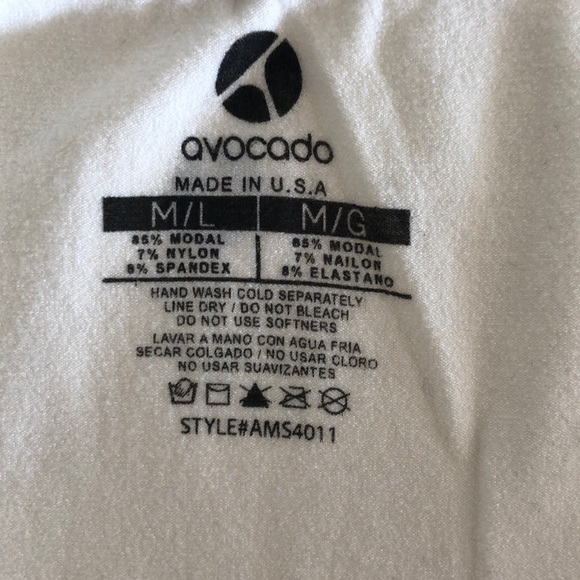 avocado
MADE IN U.S.A
M/L M/G
85% MODAL 85% MODAL
7% NYLON 7% NAILON
8% SPANDEX 8% ELASTANO
HAND WASH COLD SEPARATELY
LINE DRY / DO NOT BLEACH
DO NOT USE SOFTNERS
LAVAR A MANO CON AGUA FRIA
SECAR COLGADO / NO USAR CLORO
NO USAR SUAVIZANTES
STYLE#AMS4011